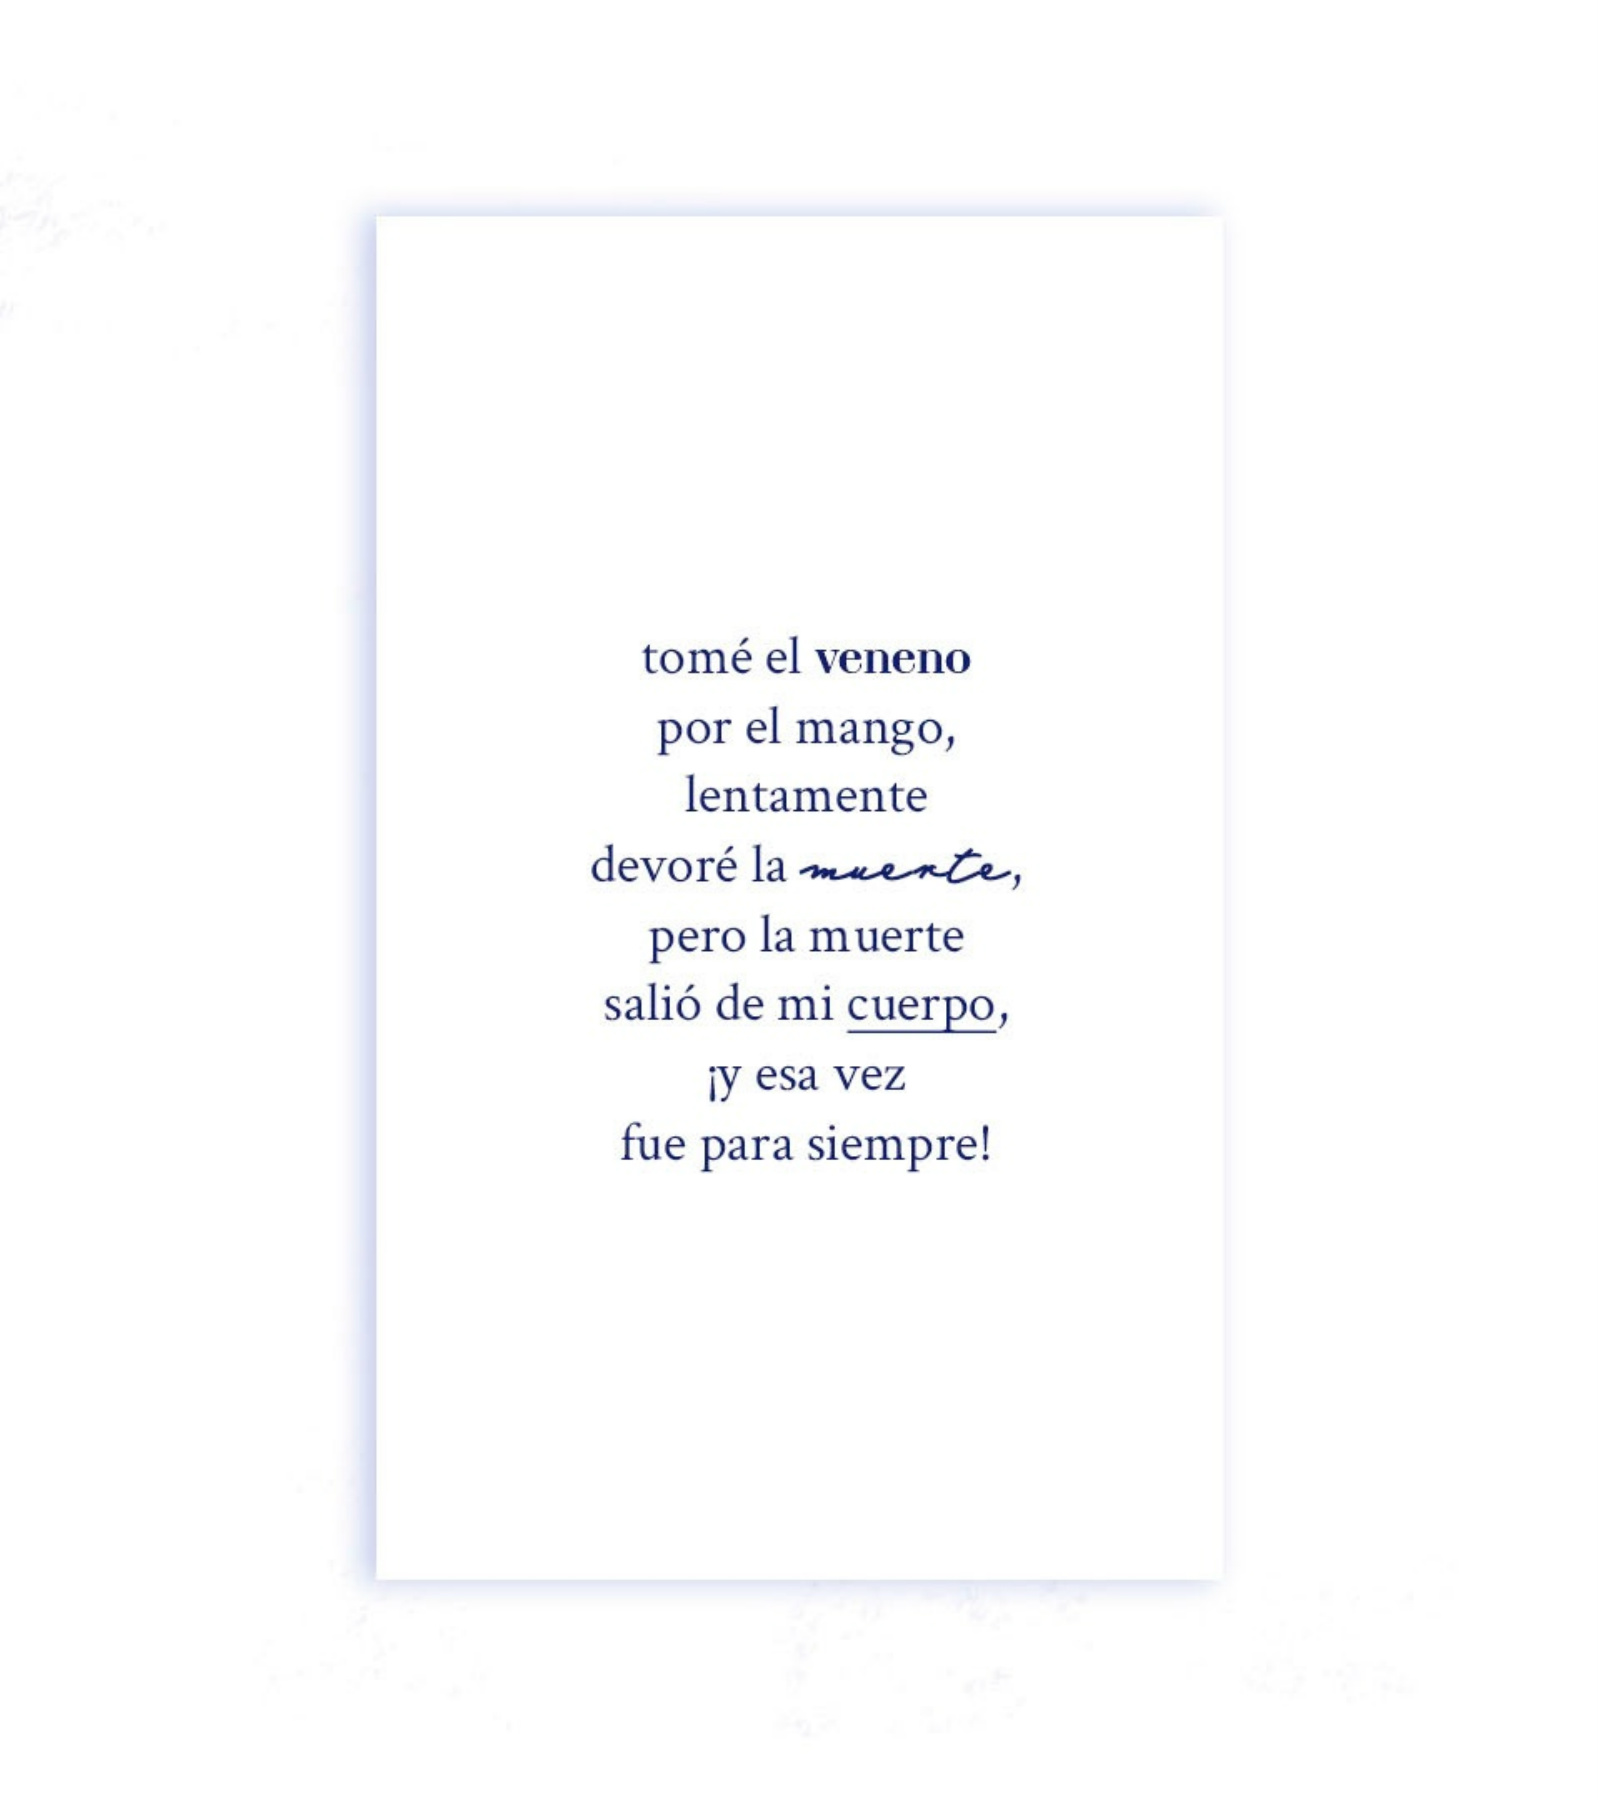 tomé el veneno
por el mango,
lentamente
devoré la muerte,
pero la muerte
salió de mi cuerpo,
¡y esa vez
fue para siempre!